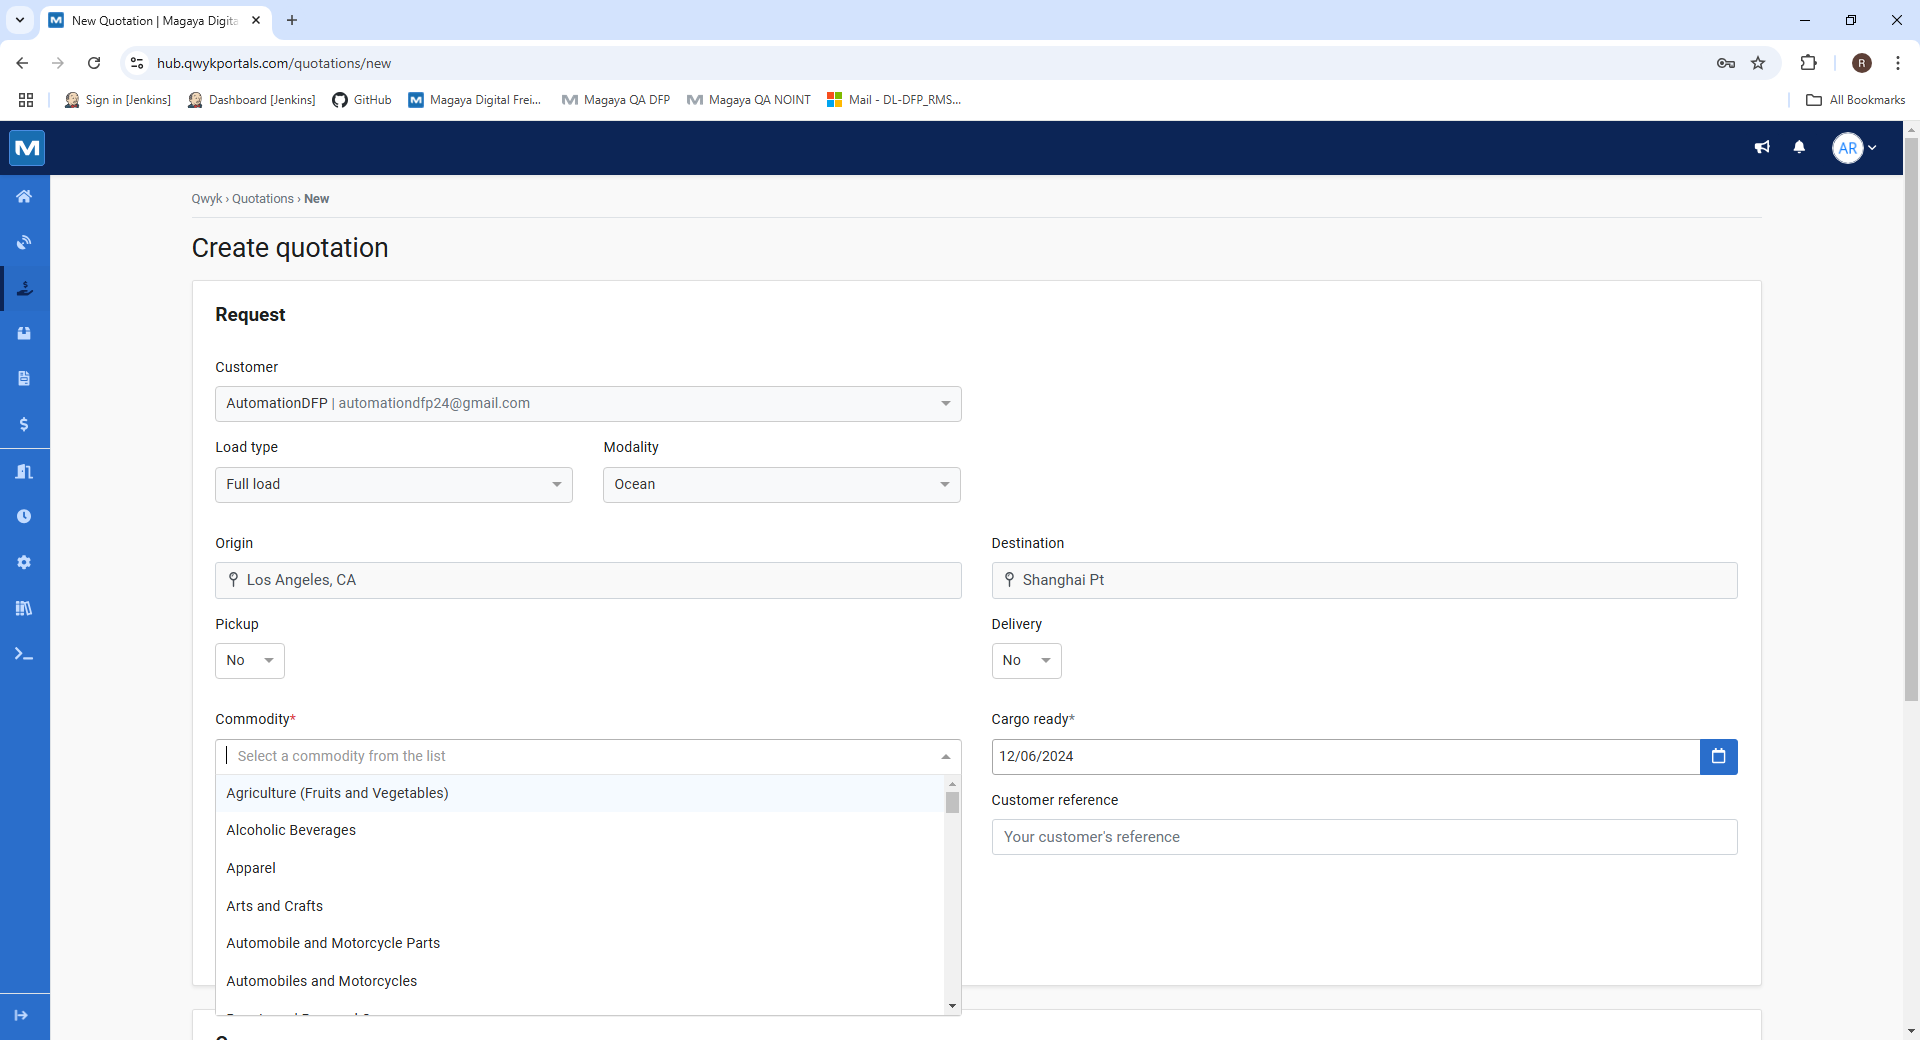 New Quotation | Magaya Digita
hub.qwykportals.com/quotations/new
R
Sign in [Jenkins]
Dashboard [Jenkins]
GitHub
Magaya Digital Frei...
Magaya QA DFP
Magaya QA NOINT
Mail - DL-DFP_RMS...
All Bookmarks
AR
Qwyk › Quotations › New
Create quotation
Request
Customer
AutomationDFP | automationdfp24@gmail.com
Load type
Modality
Full load
Ocean
Origin
Destination
Los Angeles, CA
Shanghai Pt
Pickup
Delivery
No
No
Commodity*
Cargo ready*
Select a commodity from the list
12/06/2024
Agriculture (Fruits and Vegetables)
Customer reference
Alcoholic Beverages
Your customer's reference
Apparel
Arts and Crafts
Automobile and Motorcycle Parts
Automobiles and Motorcycles